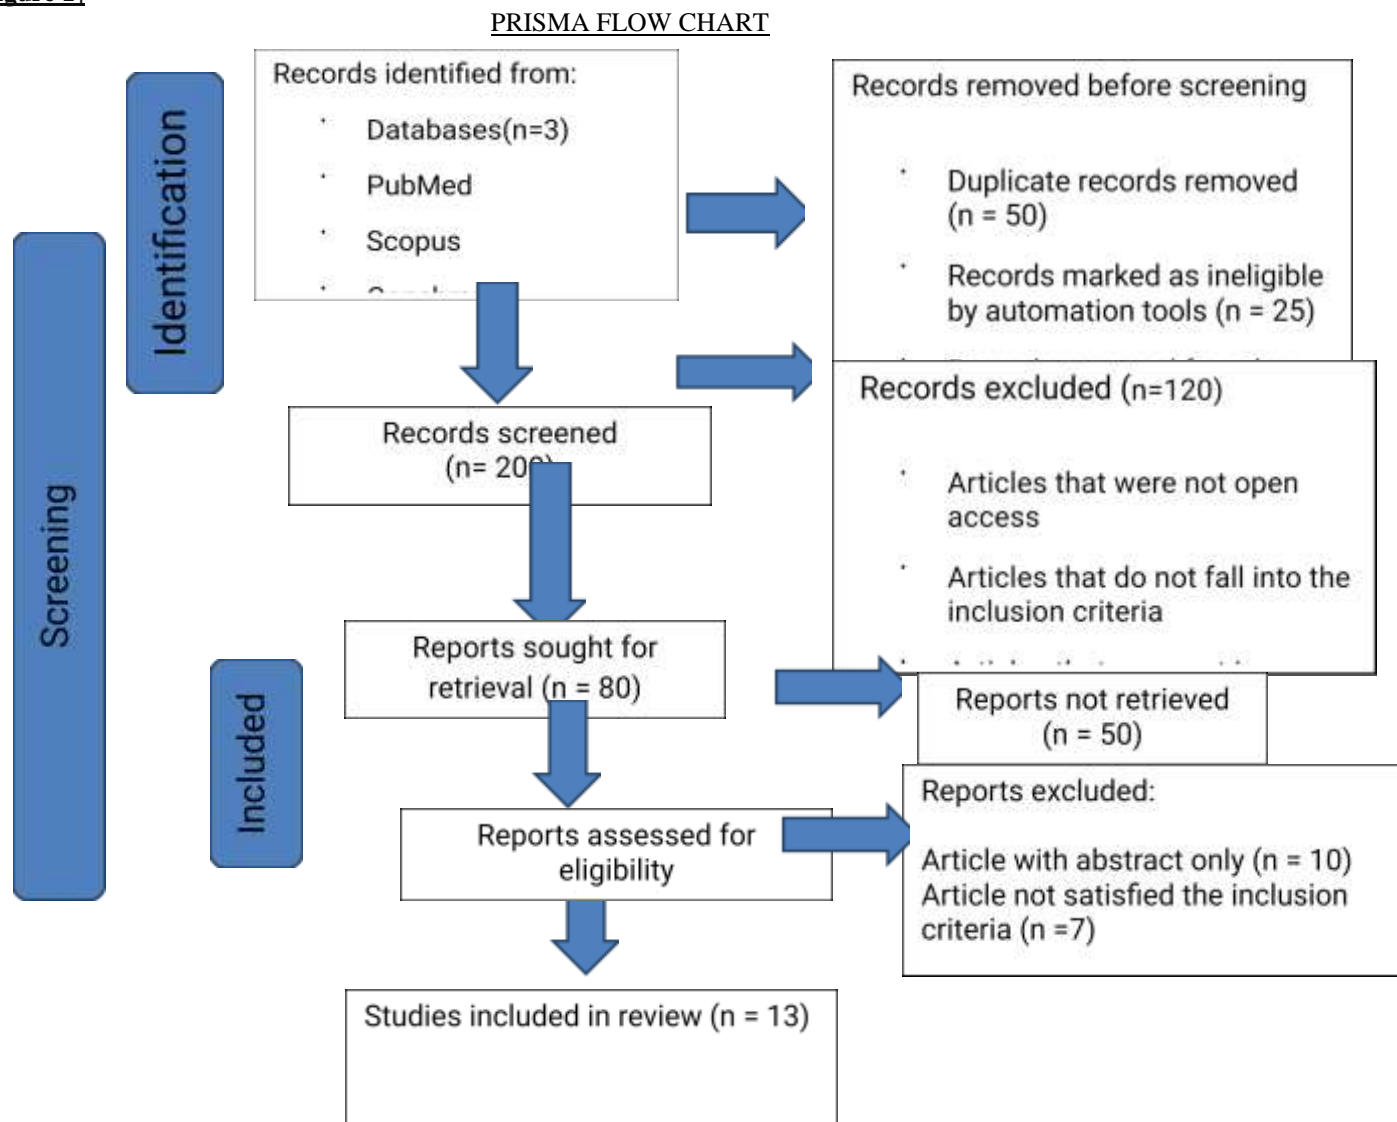 PRISMA FLOW CHART
Identification
Records identified from:
· Databases(n=3)
· PubMed
· Scopus
Records removed before screening
· Duplicate records removed
(n = 50)
· Records marked as ineligible
by automation tools (n = 25)
Screening
Records screened
(n= 200)
Records excluded (n=120)
· Articles that were not open
access
· Articles that do not fall into the
inclusion criteria
Reports sought for
retrieval (n = 80)
Reports not retrieved
(n = 50)
Included
Reports assessed for
eligibility
Reports excluded:
Article with abstract only (n = 10)
Article not satisfied the inclusion
criteria (n =7)
Studies included in review (n = 13)